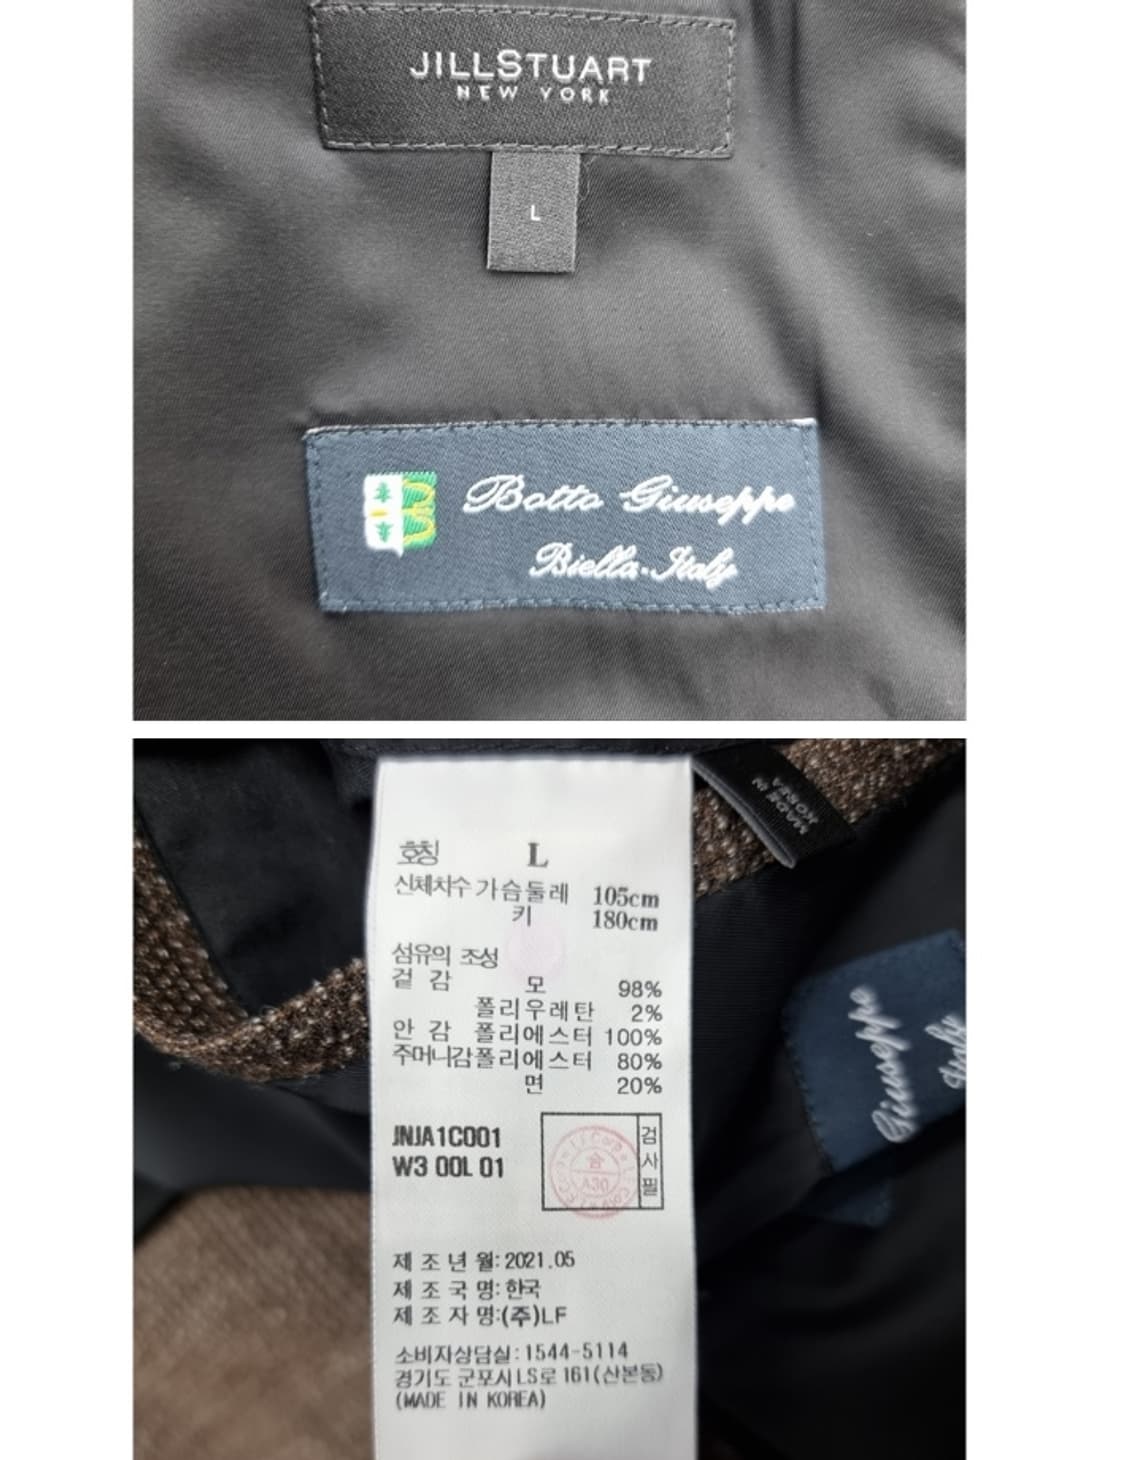 JILLSTUART
NEW YORK
L
Botto Giuseppe
Biella-Italy
MADE IN
KOREA
호칭 L
신체치수 가슴둘레 105cm
키 180cm
섬유의 조성
겉 감 모 98%
폴리우레탄 2%
안 감 폴리에스터 100%
주머니감폴리에스터 80%
면 20%
JNJA1C001
W3 00L 01
검사필
합
A30
제 조 년 월: 2021.05
제 조 국 명: 한국
제 조 자 명:(주)LF
소비자상담실: 1544-5114
경기도 군포시 LS로 161(산본동)
(MADE IN KOREA)
Giuseppe
Italy